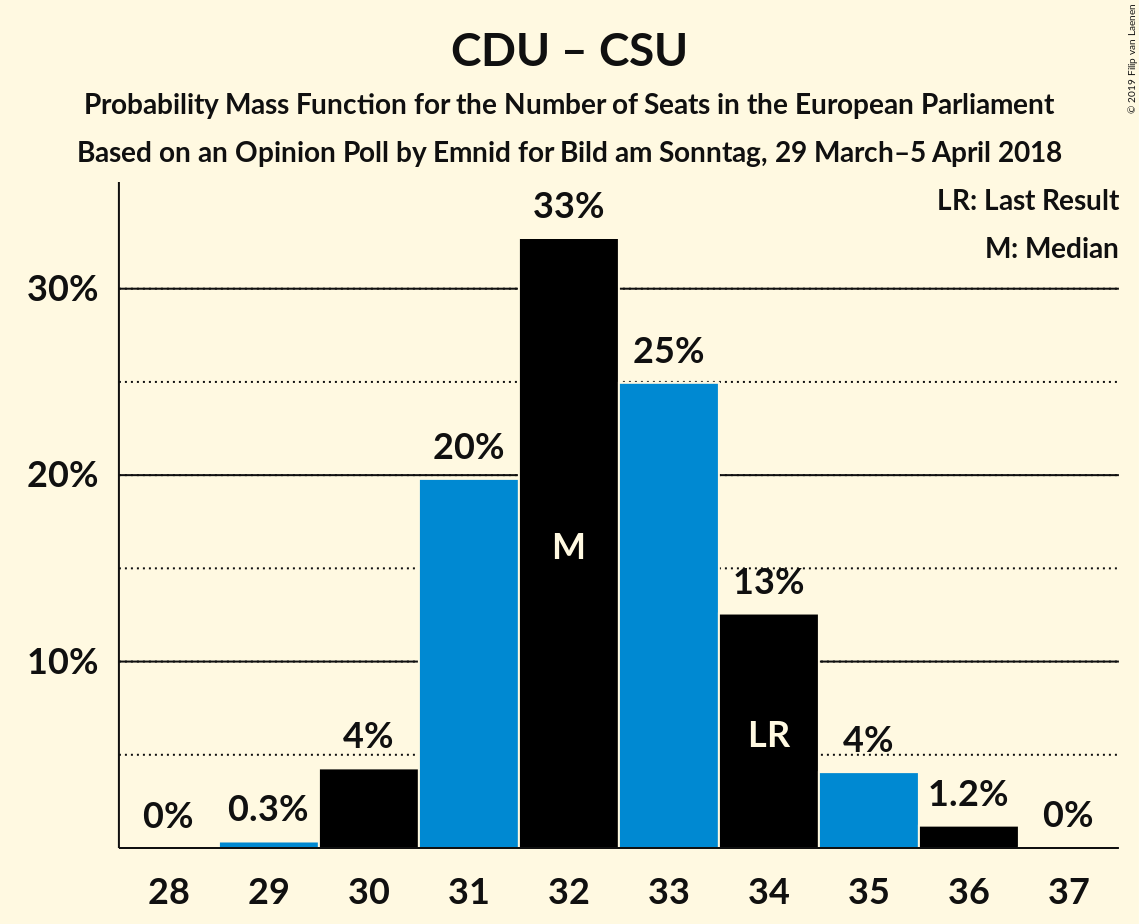 CDU – CSU
Probability Mass Function for the Number of Seats in the European Parliament
Based on an Opinion Poll by Emnid for Bild am Sonntag, 29 March–5 April 2018
© 2019 Filip van Laenen
LR: Last Result
M: Median
33%
30%
25%
20%
20%
M
13%
10%
LR
4%
4%
1.2%
0.3%
0%
0%
28 29 30 31 32 33 34 35 36 37